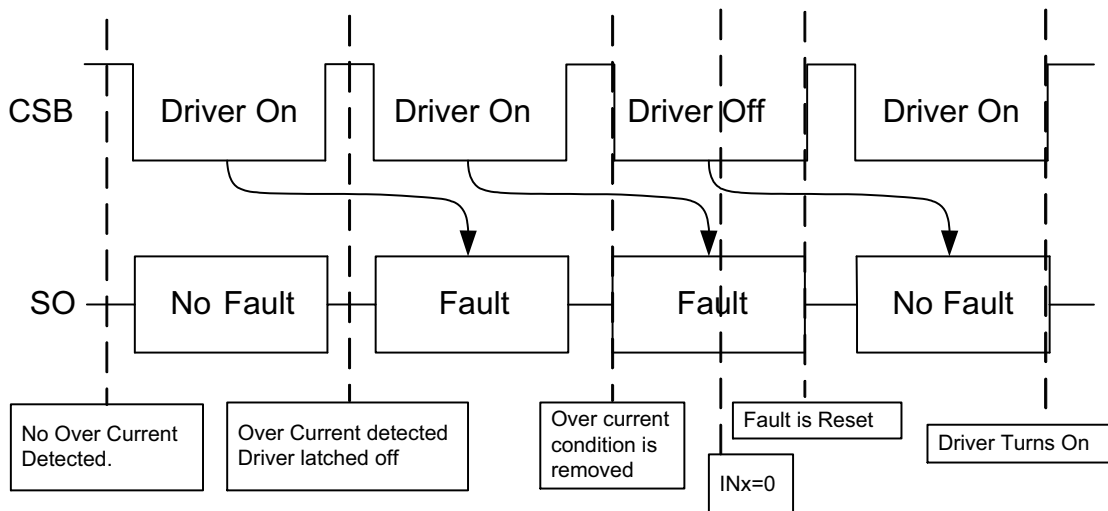 CSB
Driver On
Driver On
Driver Off
Driver On
SO
No Fault
Fault
Fault
No Fault
No Over Current
Detected.
Over Current detected
Driver latched off
Over current
condition is
removed
INx=0
Fault is Reset
Driver Turns On